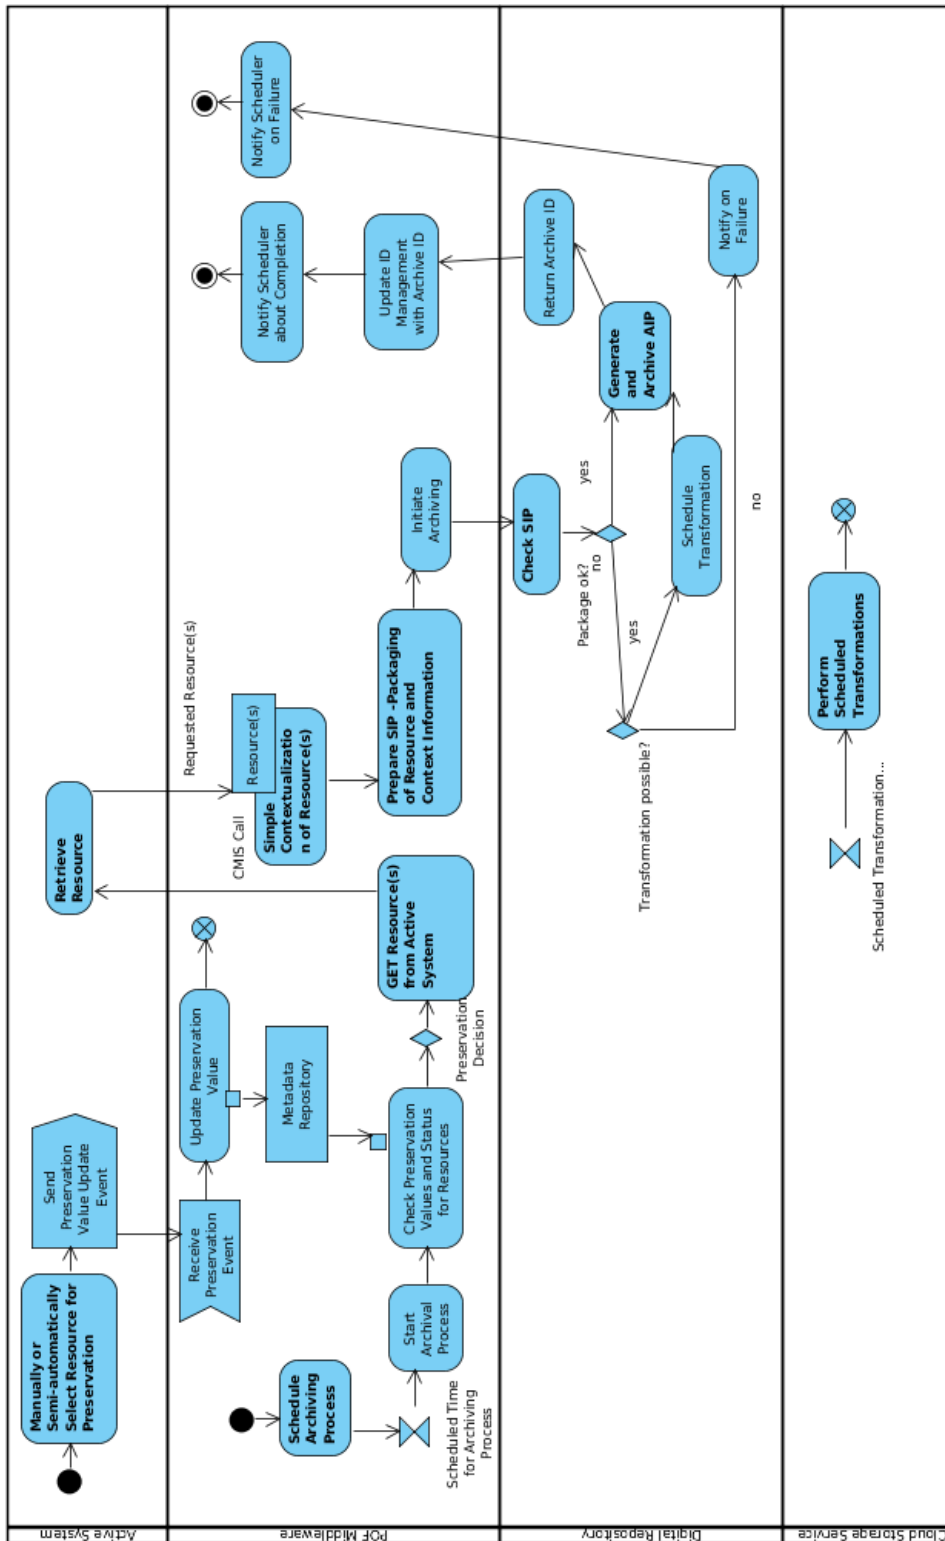 Active System
Manually or
Semi-automatically
Select Resource for
Preservation
Send
Preservation
Value Update
Event
Retrieve
Resource
POF Middleware
Receive
Preservation
Event
Update Preservation
Value
Metadata
Repository
Schedule
Archiving
Process
Scheduled Time
for Archiving
Process
Start
Archival
Process
Check Preservation
Values and Status
for Resources
Preservation
Decision
GET Resource(s)
from Active
System
CMIS Call
Requested Resource(s)
Resource(s)
Simple
Contextualizatio
n of Resource(s)
Prepare SIP -Packaging
of Resource and
Context Information
Initiate
Archiving
Update ID
Management
with Archive ID
Notify Scheduler
about Completion
Notify Scheduler
on Failure
Digital Repository
Check SIP
Package ok?
no
yes
Transformation possible?
yes
no
Schedule
Transformation
Generate
and
Archive AIP
Return Archive ID
Notify on
Failure
Cloud Storage Service
Scheduled Transformation...
Perform
Scheduled
Transformations